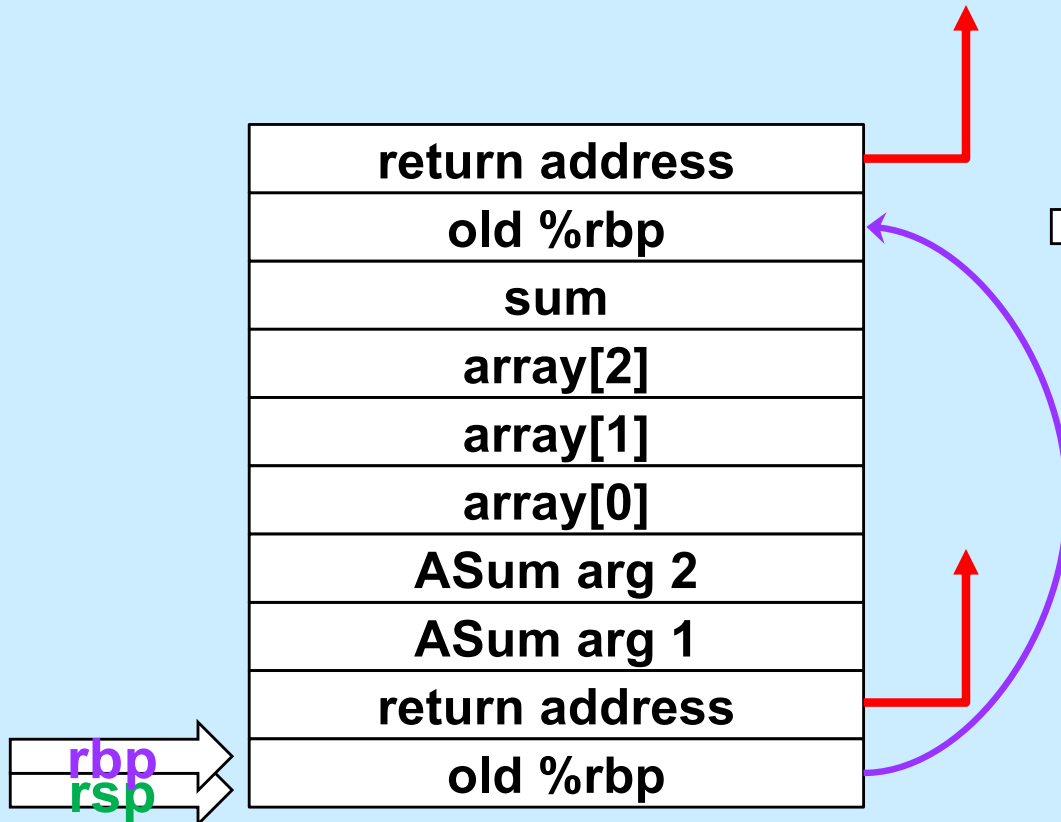 return address
old %rbp
sum
array[2]
array[1]
array[0]
ASum arg 2
ASum arg 1
return address
rbp
old %rbp
rsp